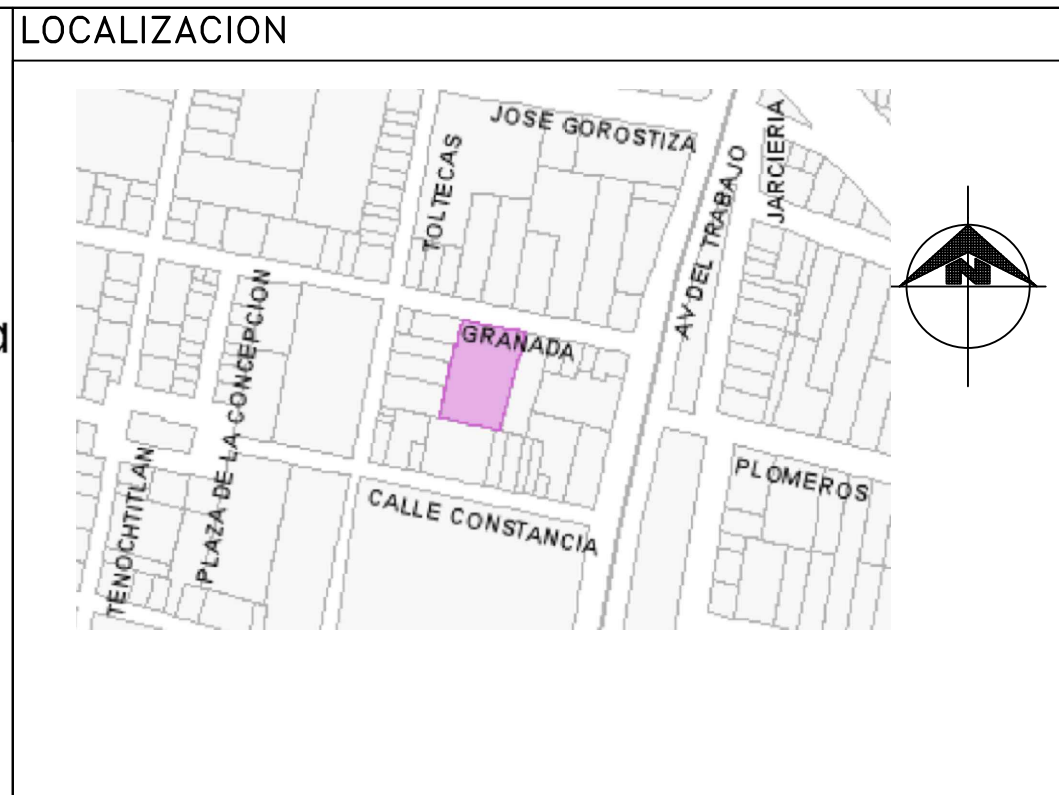 LOCALIZACION
JOSE GOROSTIZA
TOLTECAS
AV DEL TRABAJO
JARCIERIA
N
GRANADA
PLAZA DE LA CONCEPCION
TENOCHTITLAN
CALLE CONSTANCIA
PLOMEROS